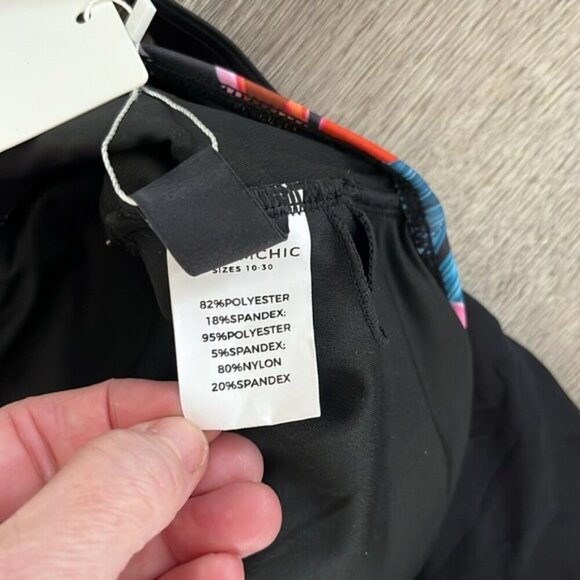 SIZES 10-30
82%POLYESTER
18%SPANDEX;
95%POLYESTER
5%SPANDEX;
80%NYLON
20%SPANDEX